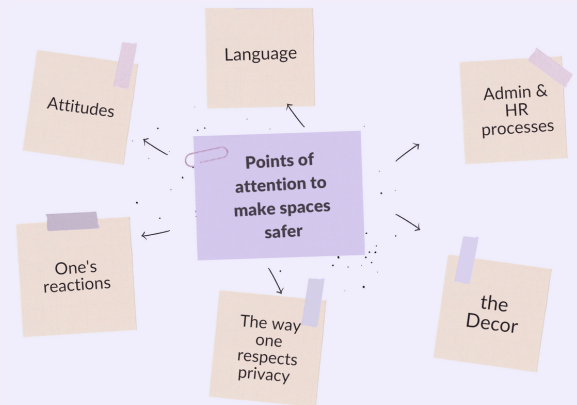 Language
Attitudes
Admin &
HR
processes
Points of
attention to
make spaces
safer
One's
reactions
the
Decor
The way
one
respects
privacy